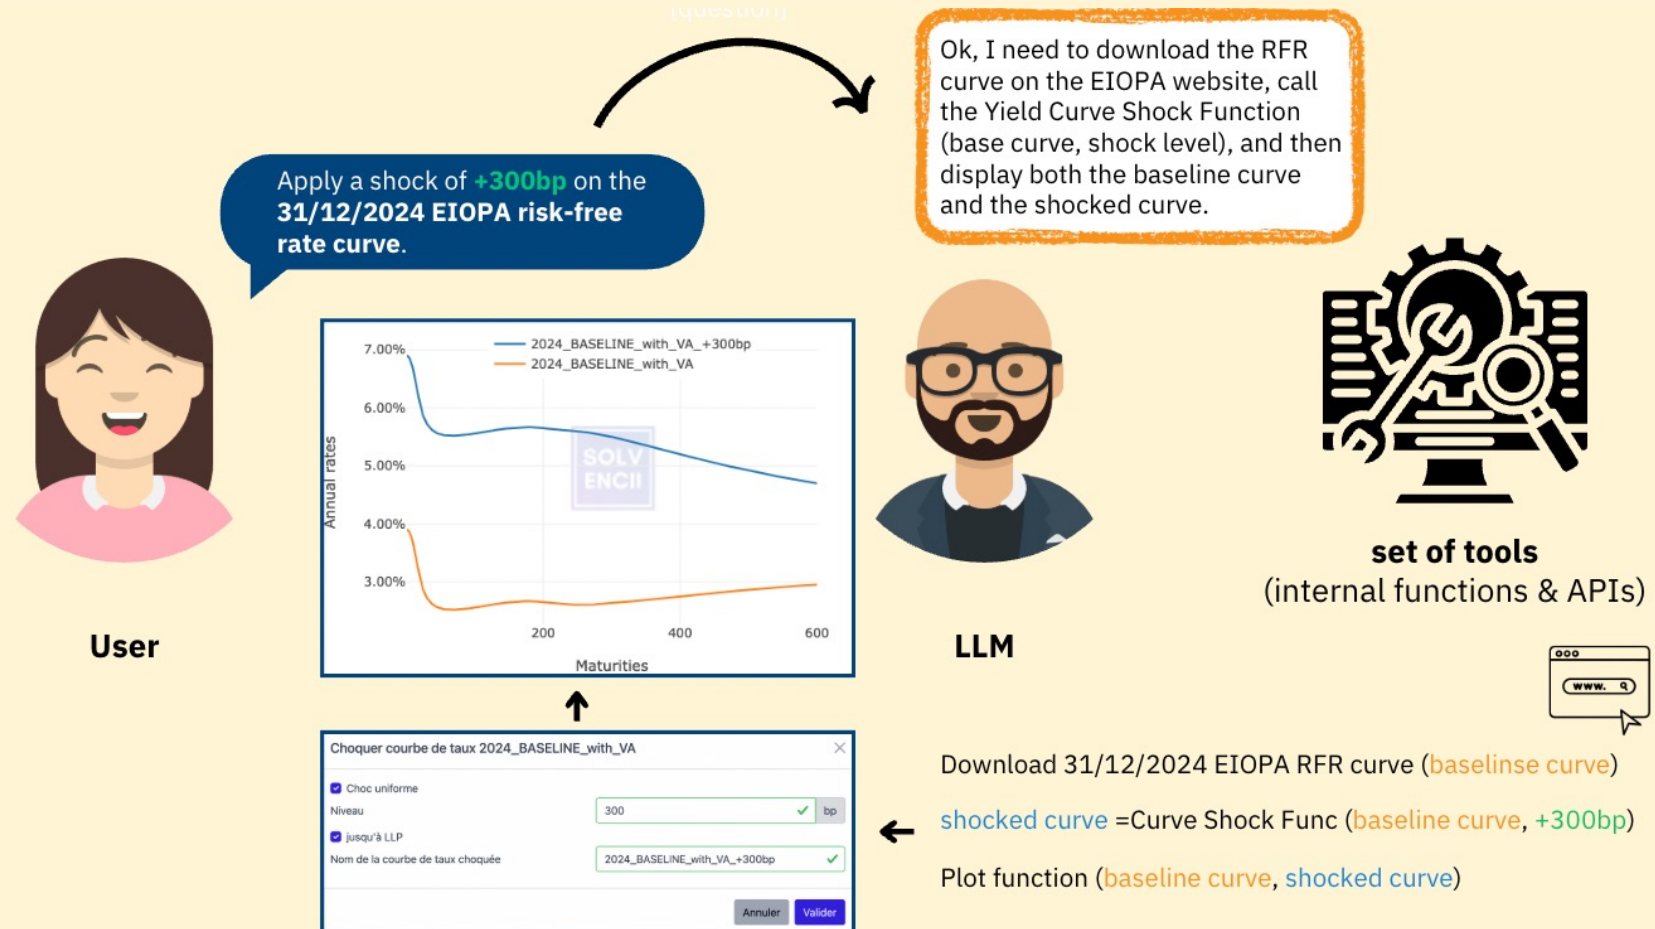 (question)
Ok, I need to download the RFR
curve on the EIOPA website, call
the Yield Curve Shock Function
(base curve, shock level), and then
display both the baseline curve
and the shocked curve.
Apply a shock of +300bp on the
31/12/2024 EIOPA risk-free
rate curve.
7.00%
6.00%
5.00%
4.00%
3.00%
Annual rates
2024_BASELINE_with_VA_+300bp
2024_BASELINE_with_VA
SOLV
ENCII
200
400
600
Maturities
User
LLM
set of tools
(internal functions & APIs)
www.
Choquer courbe de taux 2024_BASELINE_with_VA
Choc uniforme
Niveau
300
bp
jusqu'à LLP
Nom de la courbe de taux choquée
2024_BASELINE_with_VA_+300bp
Annuler
Valider
Download 31/12/2024 EIOPA RFR curve (baselinse curve)
shocked curve =Curve Shock Func (baseline curve, +300bp)
Plot function (baseline curve, shocked curve)